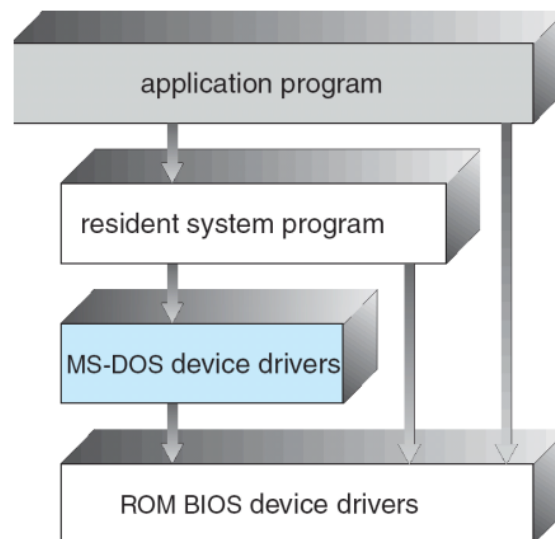 application program
resident system program
MS-DOS device drivers
ROM BIOS device drivers